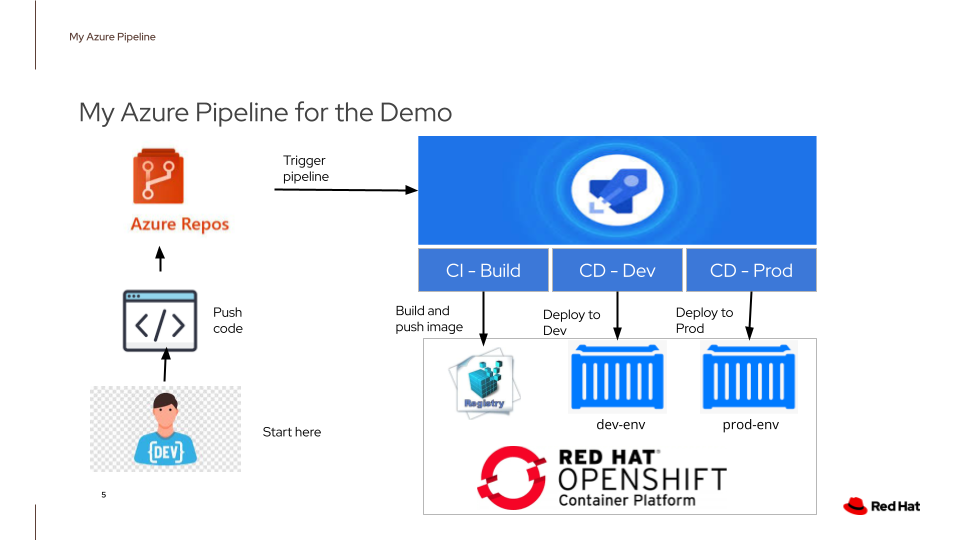 My Azure Pipeline
My Azure Pipeline for the Demo
Azure Repos
Trigger
pipeline
CI - Build
CD - Dev
CD - Prod
Push
code
</>
Build and
push image
Deploy to
Dev
Deploy to
Prod
Registry
dev-env
prod-env
{DEV}
Start here
RED HAT®
OPENSHIFT
Container Platform
5
Red Hat